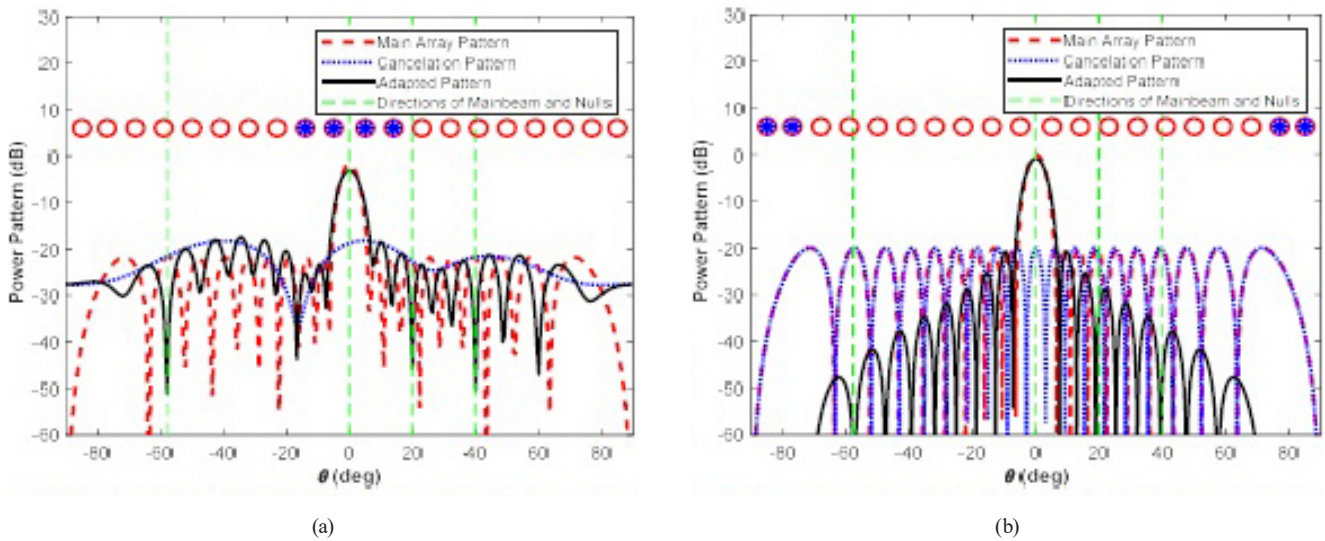 30
20
10
0
-10
-20
-30
-40
-50
-60
Power Pattern (dB)
Main Array Pattern
Cancelation Pattern
Adapted Pattern
Directions of Mainbeam and Nulls
-80
-60
-40
-20
0
20
40
60
80
θ (deg)
(a)
30
20
10
0
-10
-20
-30
-40
-50
-60
Power Pattern (dB)
Main Array Pattern
Cancelation Pattern
Adapted Pattern
Directions of Mainbeam and Nulls
-80
-60
-40
-20
0
20
40
60
80
θ (deg)
(b)